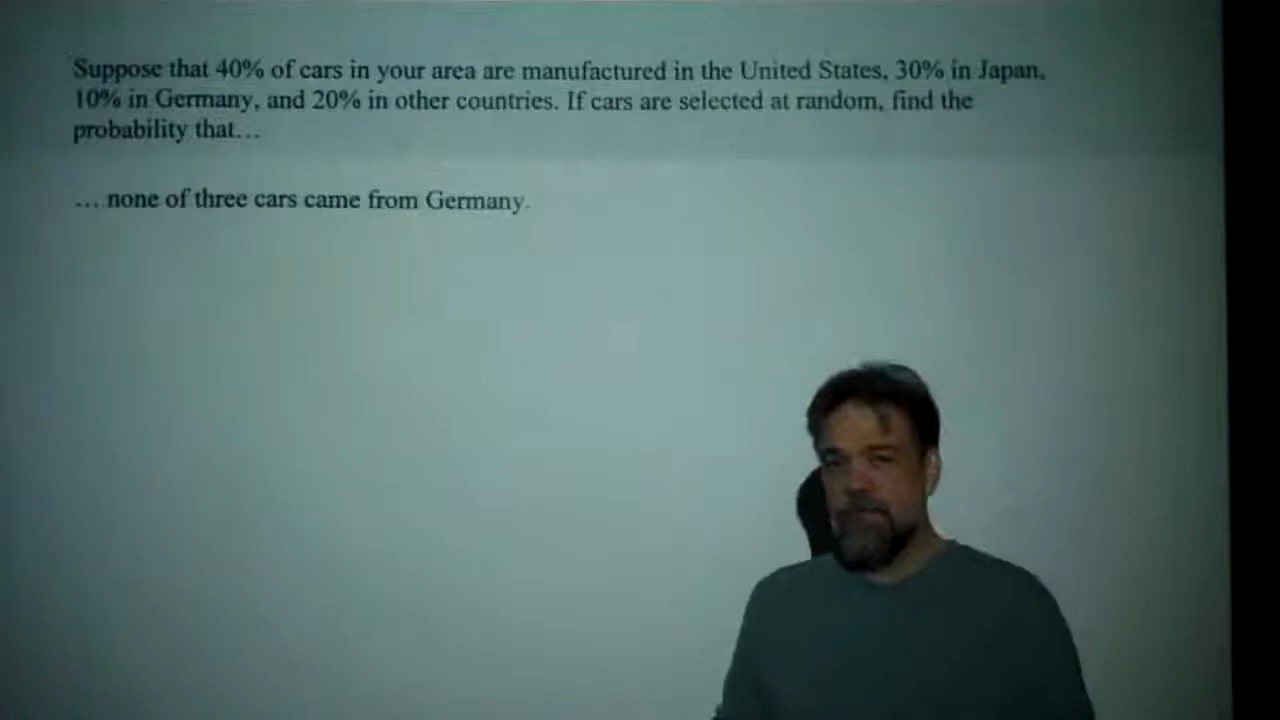 Suppose that 40% of cars in your area are manufactured in the United States, 30% in Japan,
10% in Germany, and 20% in other countries. If cars are selected at random, find the
probability that…
… none of three cars came from Germany.